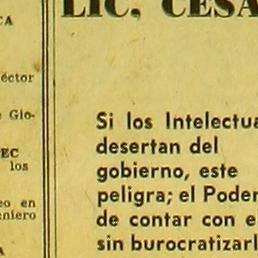 CA
éctor
Gio-
EC
los
eo en
eniero
A
LIC. CESA
Si los Intelectua
desertan del
gobierno, este
peligra; el Poder
de contar con e
sin burocratizarl